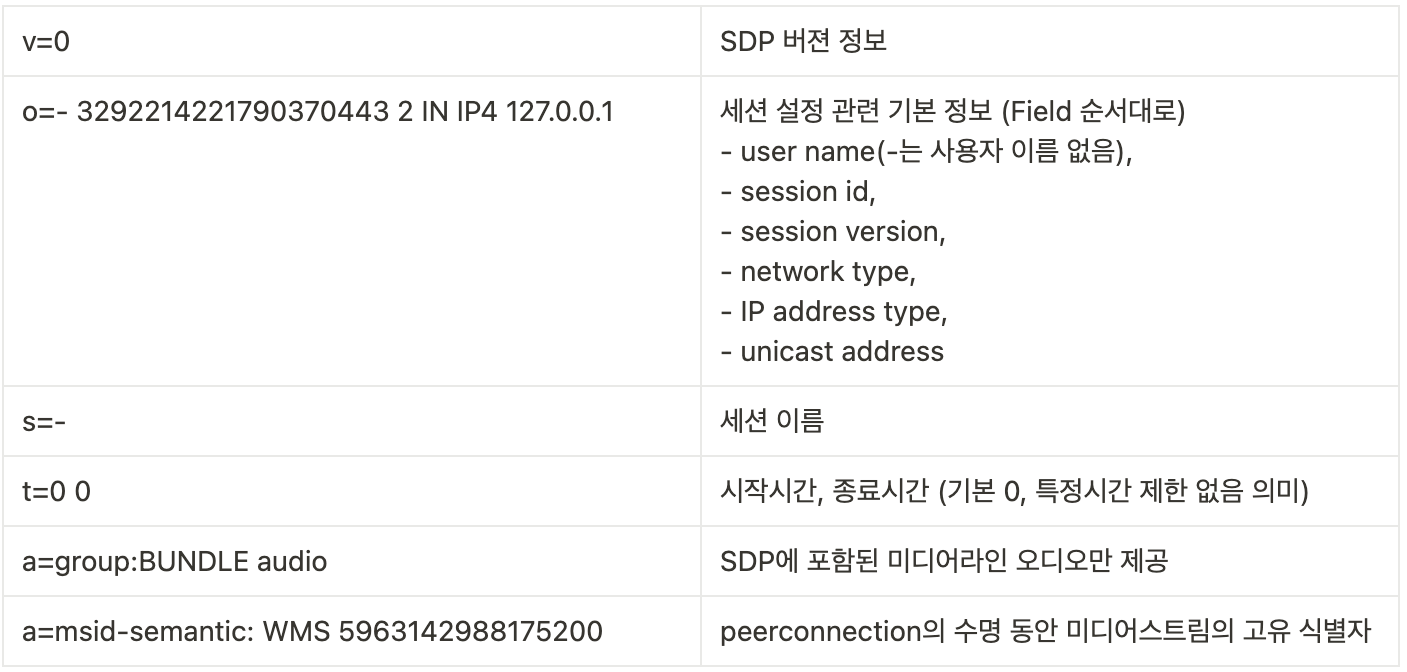 v=0
SDP 버젼 정보
o=- 3292214221790370443 2 IN IP4 127.0.0.1
세션 설정 관련 기본 정보 (Field 순서대로)
- user name(-는 사용자 이름 없음),
- session id,
- session version,
- network type,
- IP address type,
- unicast address
s=-
세션 이름
t=0 0
시작시간, 종료시간 (기본 0, 특정시간 제한 없음 의미)
a=group:BUNDLE audio
SDP에 포함된 미디어라인 오디오만 제공
a=msid-semantic: WMS 5963142988175200
peerconnection의 수명 동안 미디어스트림의 고유 식별자